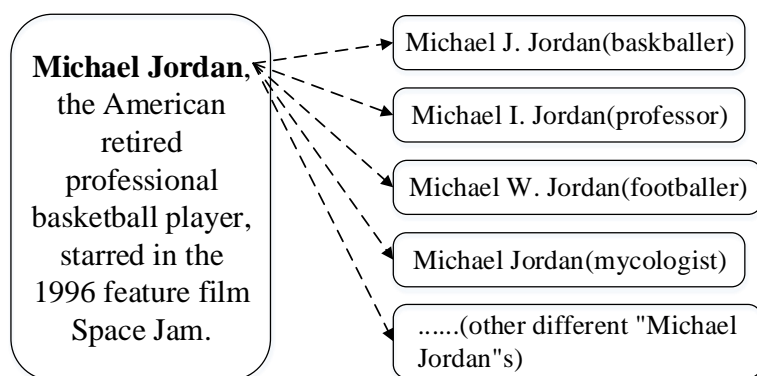 Michael Jordan,
the American
retired
professional
basketball player,
starred in the
1996 feature film
Space Jam.
Michael J. Jordan(baskballer)
Michael I. Jordan(professor)
Michael W. Jordan(footballer)
Michael Jordan(mycologist)
......(other different "Michael
Jordan"s)